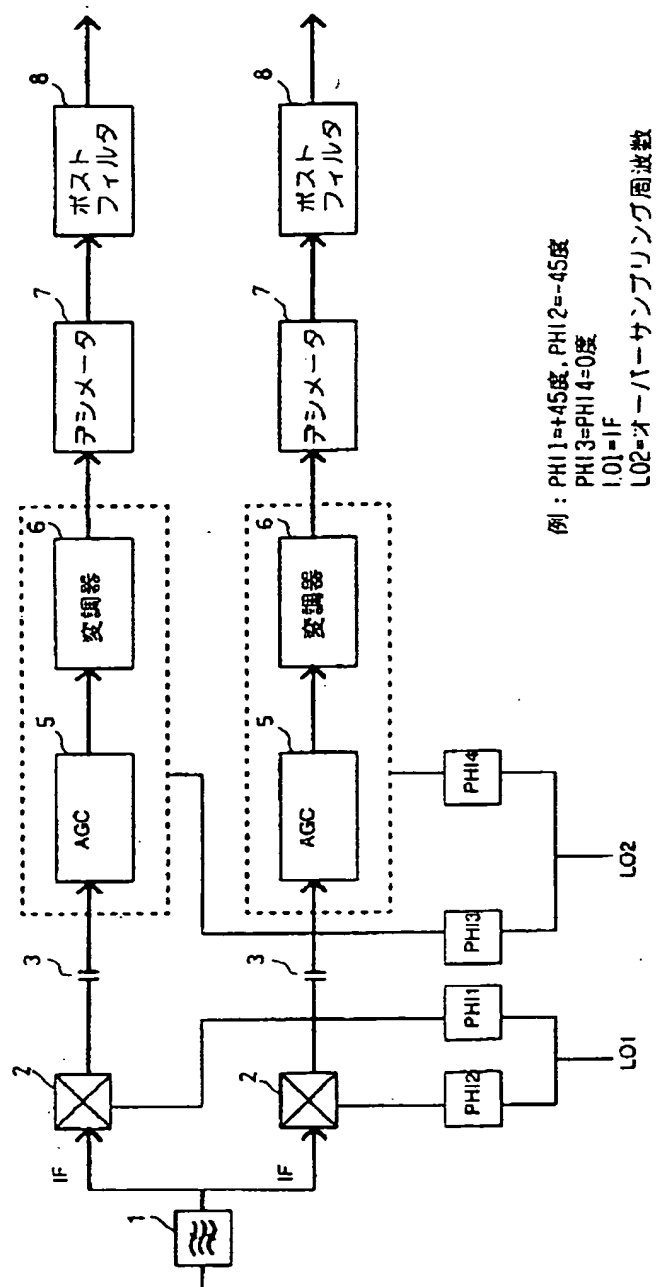 1
IF
IF
2
2
3
3
5
AGC
5
AGC
6
変調器
6
変調器
7
デシメータ
7
デシメータ
8
ポスト
フィルタ
8
ポスト
フィルタ
PHI2
PHI1
PHI3
PHI4
LO1
LO2
例：PHI1=+45度, PHI2=-45度
PHI3=PHI4=0度
LO1=IF
LO2=オーバーサンプリング周波数